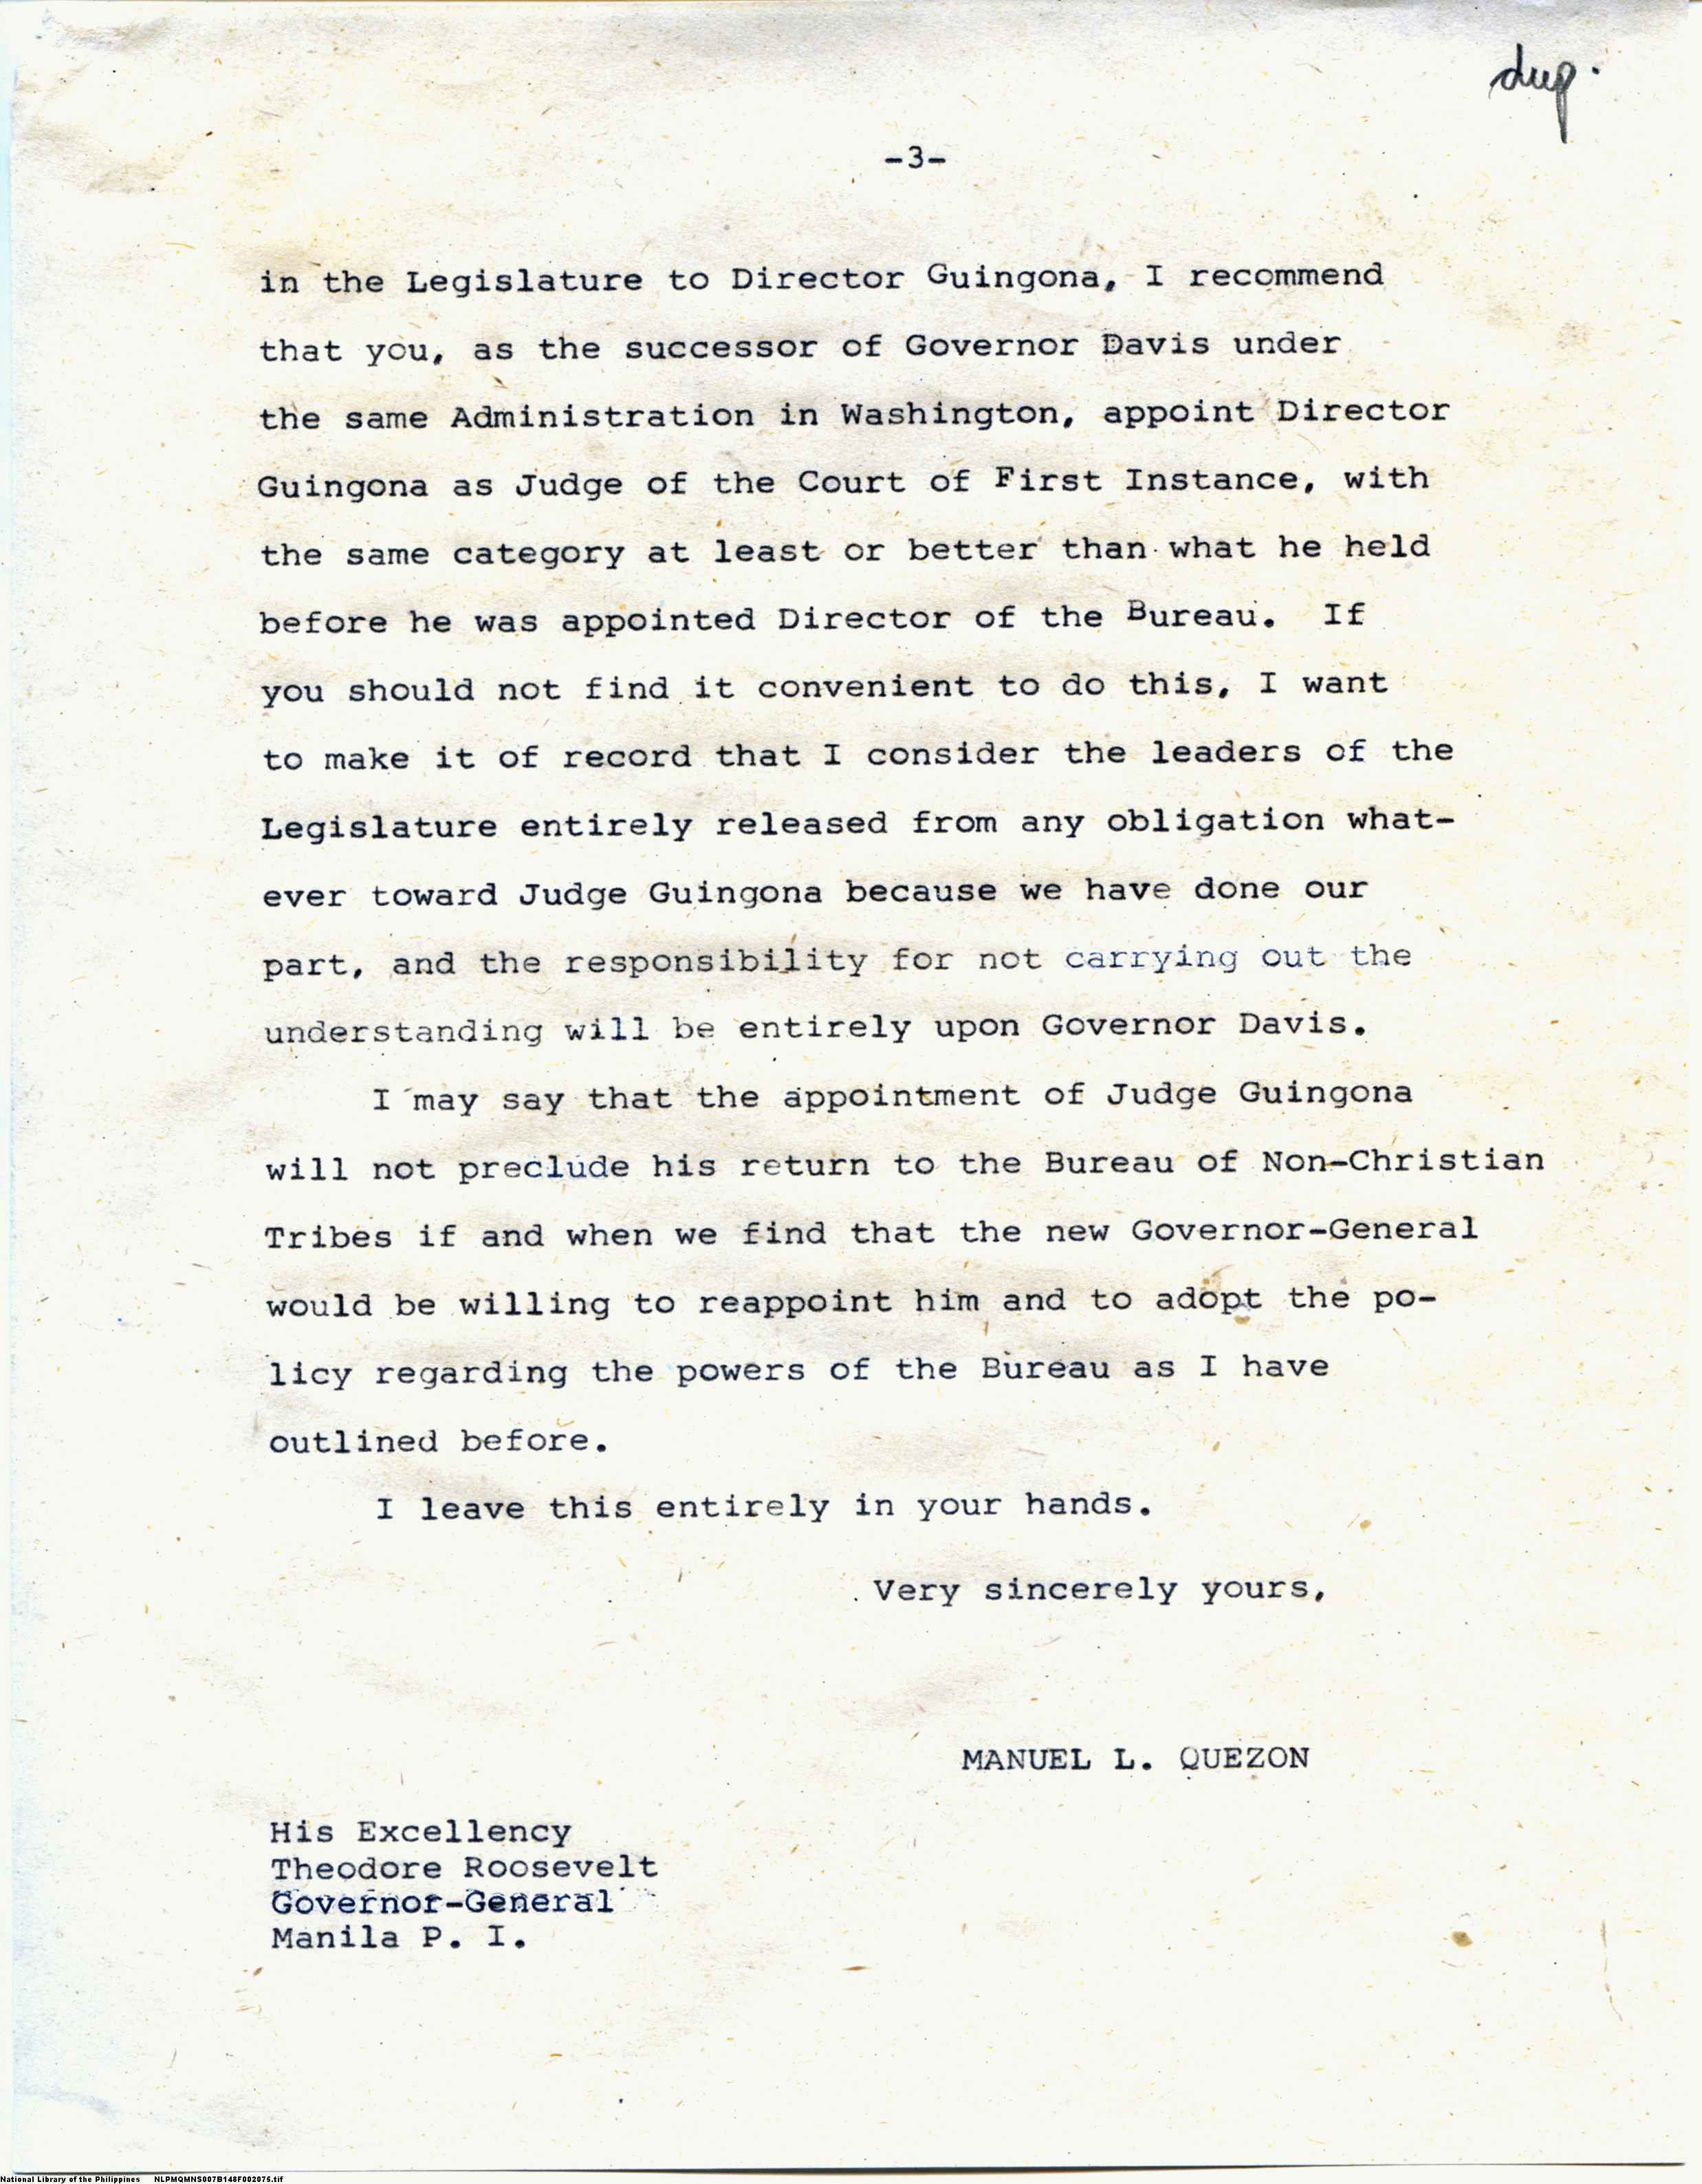 dup.
-3-
in the Legislature to Director Guingona, I recommend
that you, as the successor of Governor Davis under
the same Administration in Washington, appoint Director
Guingona as Judge of the Court of First Instance, with
the same category at least or better than what he held
before he was appointed Director of the Bureau. If
you should not find it convenient to do this, I want
to make it of record that I consider the leaders of the
Legislature entirely released from any obligation what-
ever toward Judge Guingona because we have done our
part, and the responsibility for not carrying out the
understanding will be entirely upon Governor Davis.
I may say that the appointment of Judge Guingona
will not preclude his return to the Bureau of Non-Christian
Tribes if and when we find that the new Governor-General
would be willing to reappoint him and to adopt the po-
licy regarding the powers of the Bureau as I have
outlined before.
I leave this entirely in your hands.
Very sincerely yours,
MANUEL L. QUEZON
His Excellency
Theodore Roosevelt
Governor-General
Manila P. I.
National Library of the Philippines NLPMQMNS007B148F002075.tif